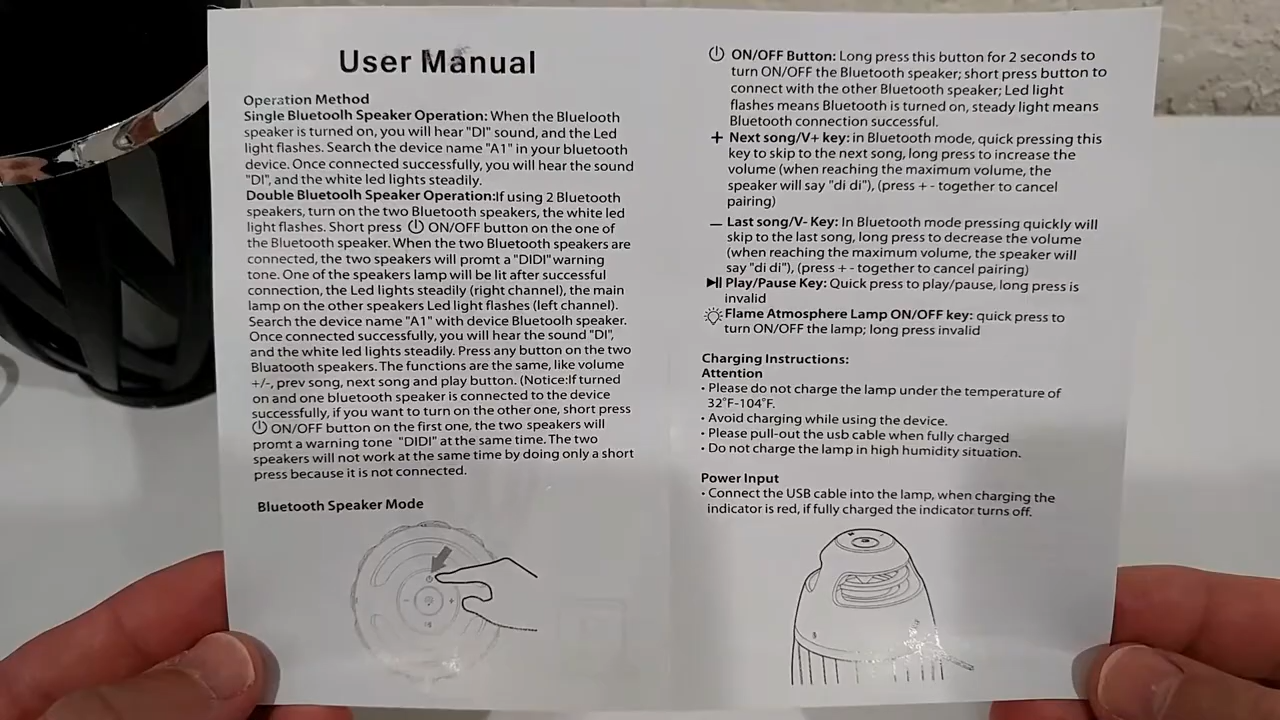 User Manual
Operation Method
Single Bluetoolh Speaker Operation: When the Bluelooth
speaker is turned on, you will hear "DI" sound, and the Led
light flashes. Search the device name "A1" in your bluetooth
device. Once connected successfully, you will hear the sound
"DI", and the white led lights steadily.
Double Bluetoolh Speaker Operation:If using 2 Bluetooth
speakers, turn on the two Bluetooth speakers, the white led
light flashes. Short press ON/OFF button on the one of
the Bluetooth speaker. When the two Bluetooth speakers are
connected, the two speakers will promt a "DIDI" warning
tone. One of the speakers lamp will be lit after successful
connection, the Led lights steadily (right channel), the main
lamp on the other speakers Led light flashes (left channel).
Search the device name "A1" with device Bluetoolh speaker.
Once connected successfully, you will hear the sound "DI",
and the white led lights steadily. Press any button on the two
Bluatooth speakers. The functions are the same, like volume
+/-, prev song, next song and play button. (Notice:If turned
on and one bluetooth speaker is connected to the device
successfully, if you want to turn on the other one, short press
ON/OFF button on the first one, the two speakers will
promt a warning tone "DIDI" at the same time. The two
speakers will not work at the same time by doing only a short
press because it is not connected.
Bluetooth Speaker Mode
ON/OFF Button: Long press this button for 2 seconds to
turn ON/OFF the Bluetooth speaker; short press button to
connect with the other Bluetooth speaker; Led light
flashes means Bluetooth is turned on, steady light means
Bluetooth connection successful.
+ Next song/V+ key: in Bluetooth mode, quick pressing this
key to skip to the next song, long press to increase the
volume (when reaching the maximum volume, the
speaker will say "di di"), (press + - together to cancel
pairing)
- Last song/V- Key: In Bluetooth mode pressing quickly will
skip to the last song, long press to decrease the volume
(when reaching the maximum volume, the speaker will
say "di di"), (press + - together to cancel pairing)
Play/Pause Key: Quick press to play/pause, long press is
invalid
Flame Atmosphere Lamp ON/OFF key: quick press to
turn ON/OFF the lamp; long press invalid
Charging Instructions:
Attention
· Please do not charge the lamp under the temperature of
32°F-104°F.
· Avoid charging while using the device.
· Please pull-out the usb cable when fully charged
· Do not charge the lamp in high humidity situation.
Power Input
· Connect the USB cable into the lamp, when charging the
indicator is red, if fully charged the indicator turns off.